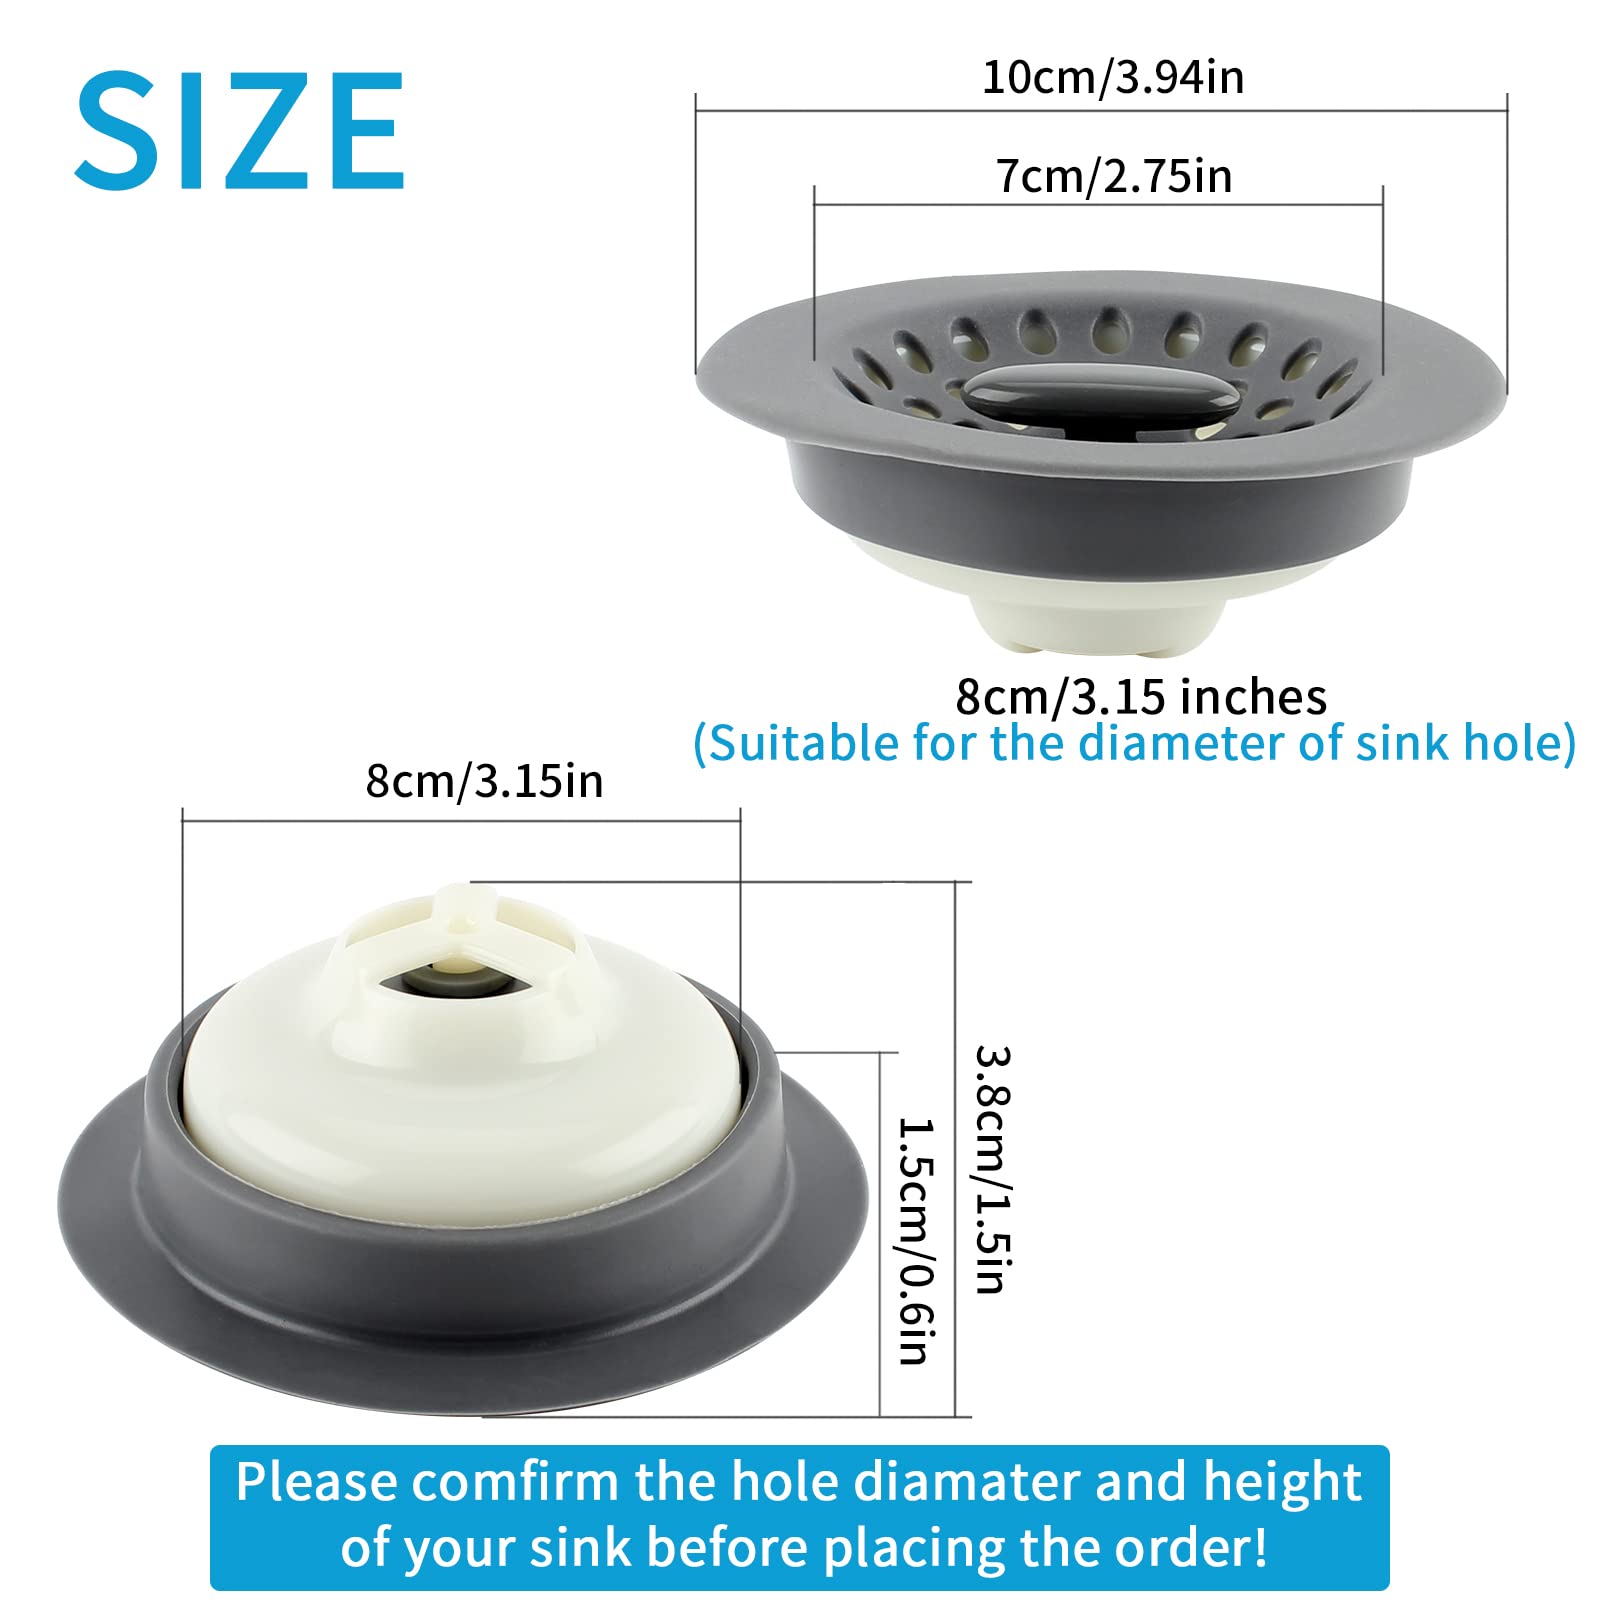 SIZE
10cm/3.94in
7cm/2.75in
8cm/3.15 inches
(Suitable for the diameter of sink hole)
8cm/3.15in
3.8cm/1.5in
1.5cm/0.6in
Please comfirm the hole diamater and height
of your sink before placing the order!